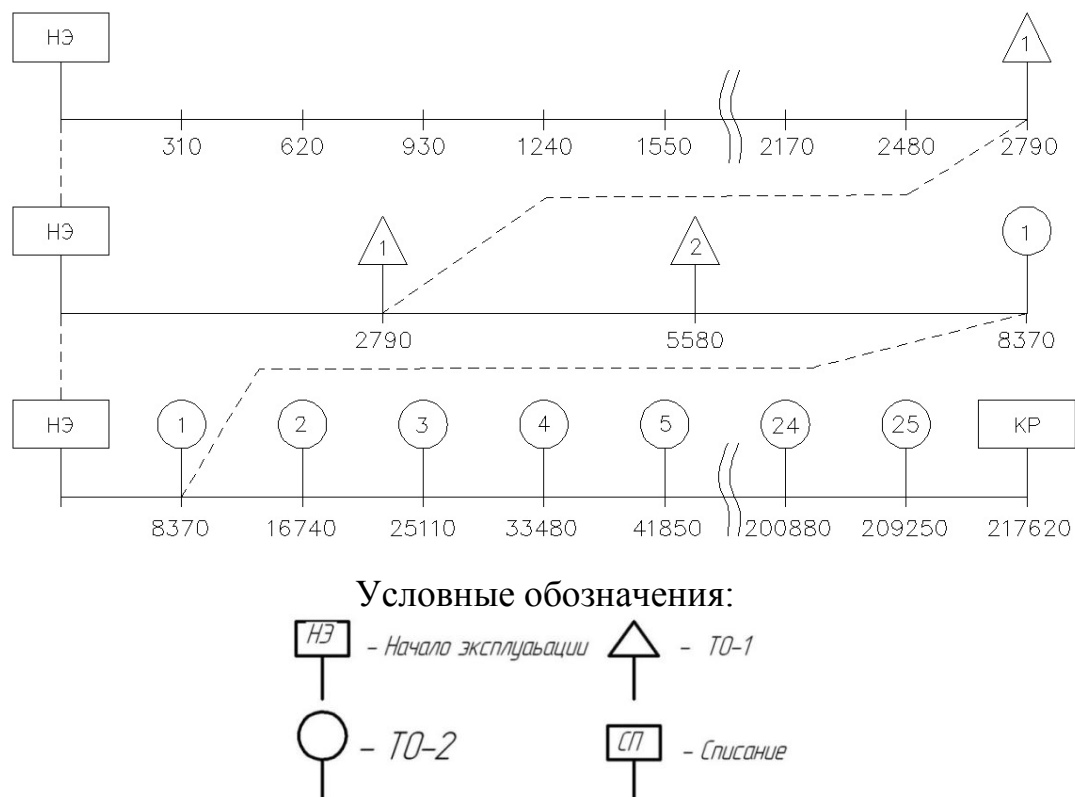 НЭ 1
310 620 930 1240 1550 2170 2480 2790
НЭ 1 2 1
2790 5580 8370
НЭ 1 2 3 4 5 24 25 КР
8370 16740 25110 33480 41850 200880 209250 217620
Условные обозначения:
НЭ - Начало эксплуаьации - ТО-1
- ТО-2 СП - Списание